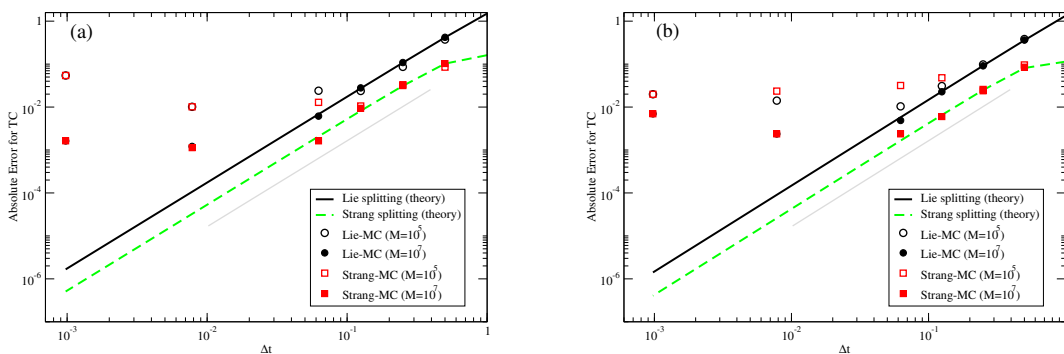 (a)
1
10^-2
10^-4
10^-6
Absolute Error for TC
10^-3
10^-2
10^-1
1
Δt
Lie splitting (theory)
Strang splitting (theory)
Lie-MC (M=10^5)
Lie-MC (M=10^7)
Strang-MC (M=10^5)
Strang-MC (M=10^7)
(b)
1
10^-2
10^-4
10^-6
Absolute Error for TC
10^-3
10^-2
10^-1
Δt
Lie splitting (theory)
Strang splitting (theory)
Lie-MC (M=10^5)
Lie-MC (M=10^7)
Strang-MC (M=10^5)
Strang-MC (M=10^7)